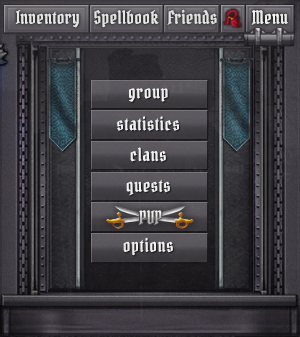 Inventory Spellbook Friends R Menu
group
statistics
clans
quests
pvp
options